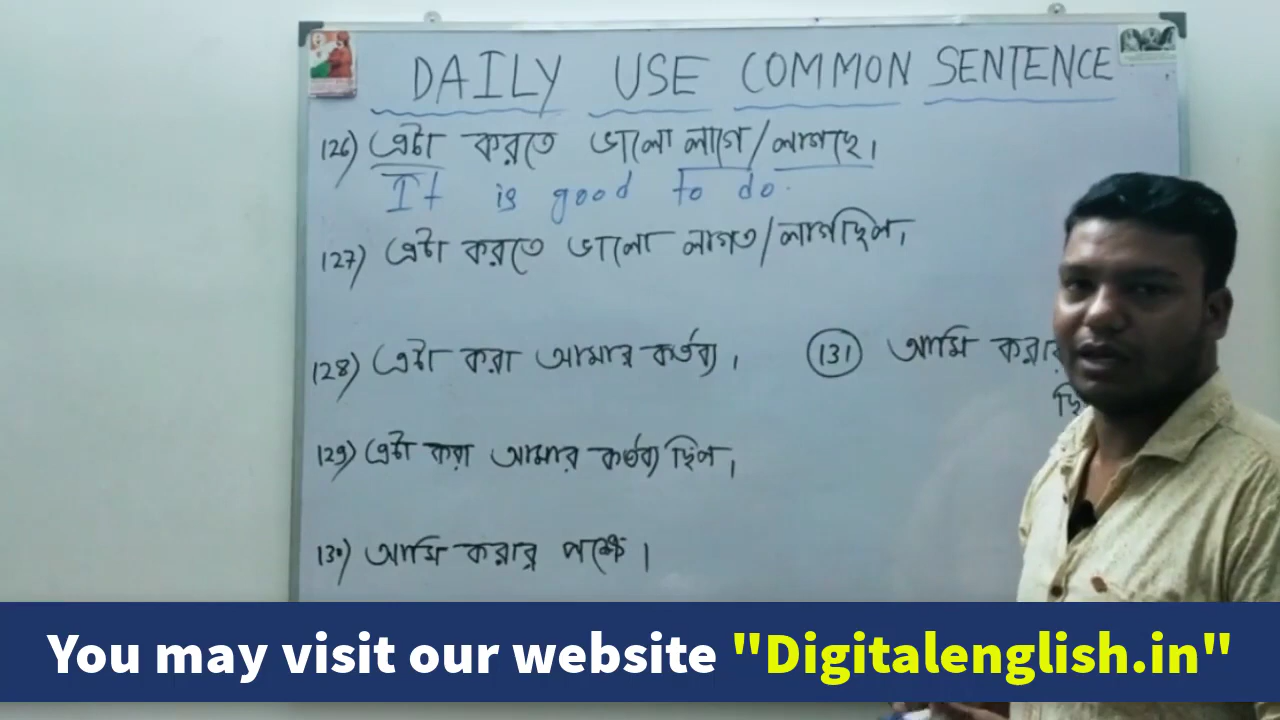 DAILY USE COMMON SENTENCE
126) এটা করতে ভালো লাগে/লাগছে।
It is good to do.
127) এটা করতে ভালো লাগত/লাগছিল।
128) এটা করা আমার কর্তব্য।
129) এটা করা আমার কর্তব্য ছিল।
130) আমি করার পক্ষে।
131 আমি
You may visit our website "Digitalenglish.in"